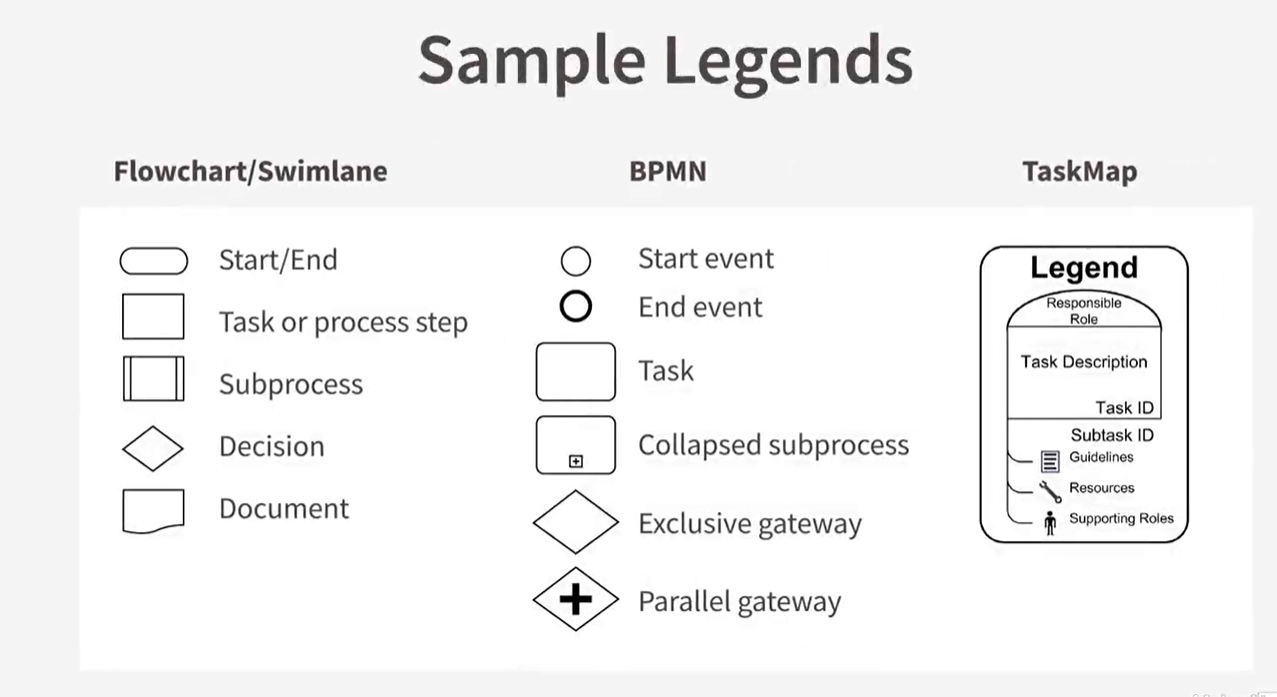 Sample Legends
Flowchart/Swimlane
Start/End
Task or process step
Subprocess
Decision
Document
BPMN
Start event
End event
Task
Collapsed subprocess
Exclusive gateway
Parallel gateway
TaskMap
Legend
Responsible
Role
Task Description
Task ID
Subtask ID
Guidelines
Resources
Supporting Roles